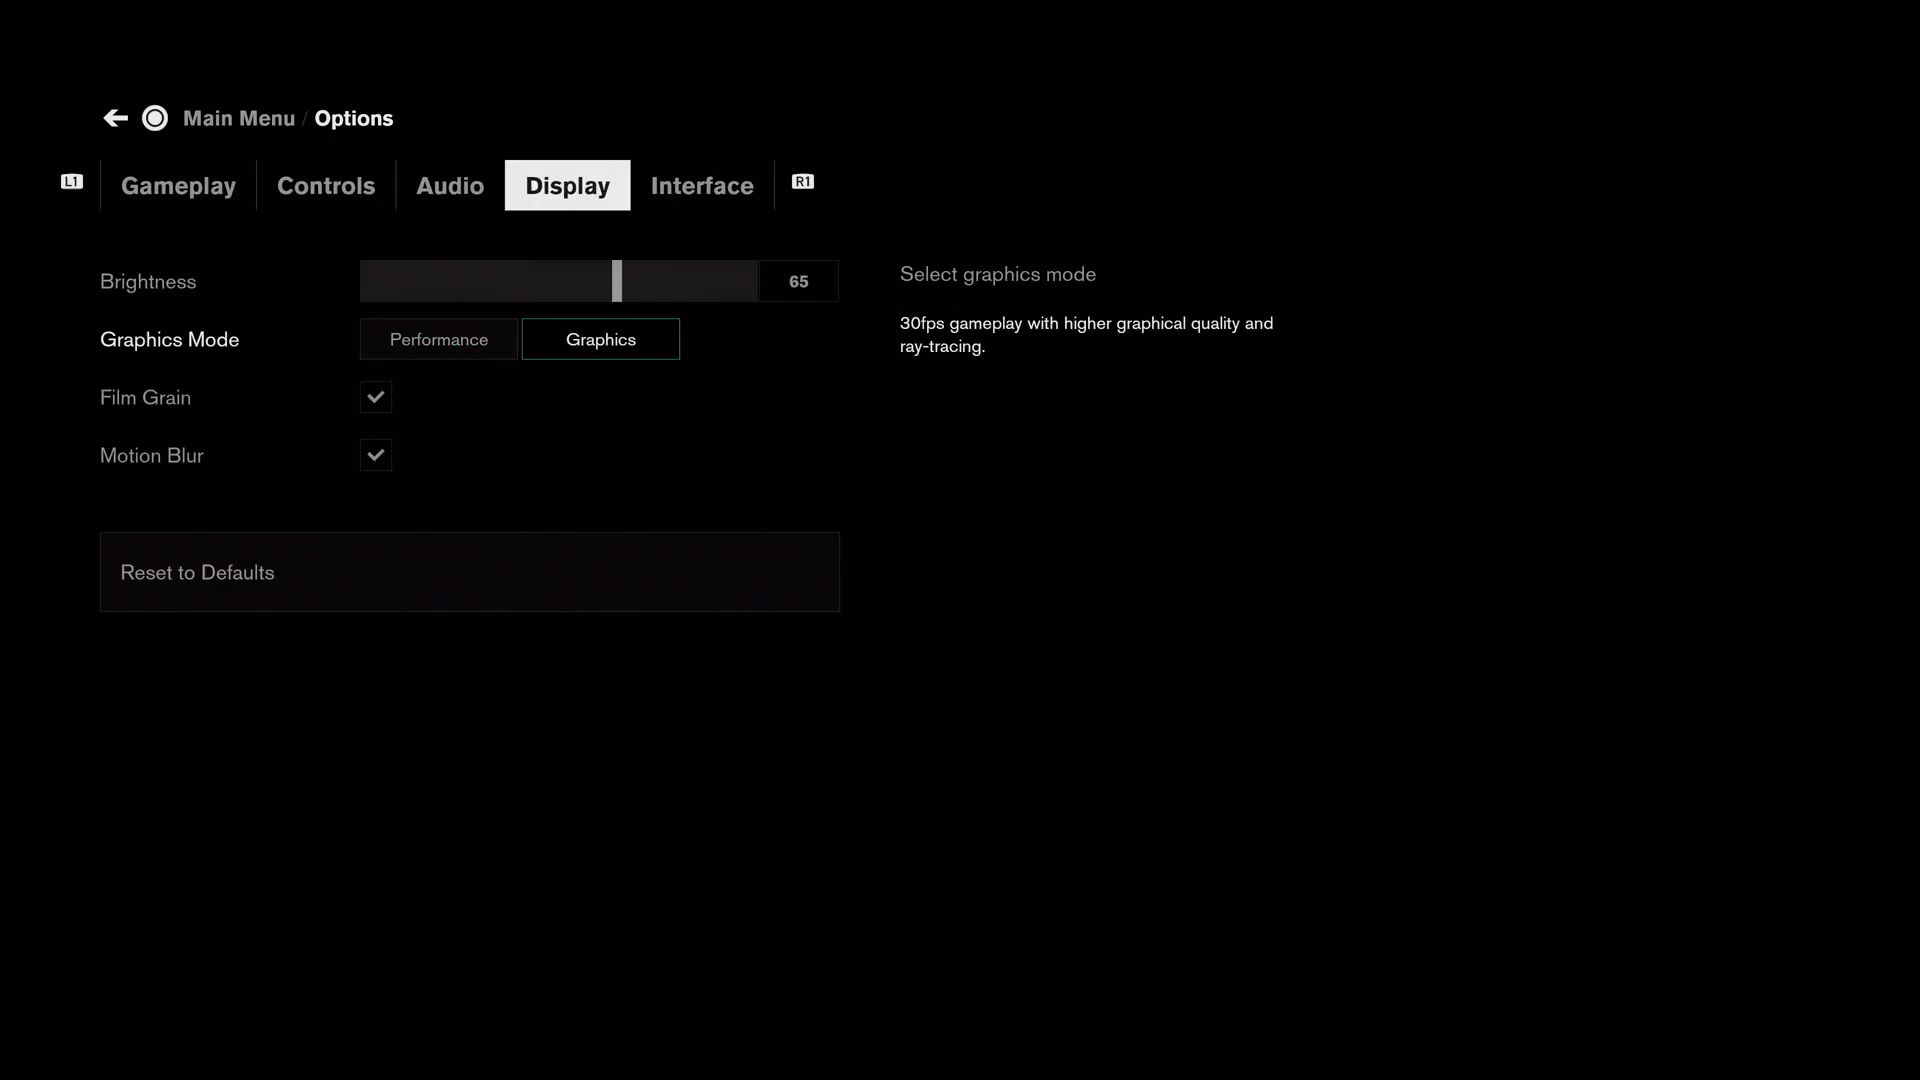 Main Menu / Options
L1 Gameplay Controls Audio Display Interface R1
Brightness 65
Graphics Mode Performance Graphics
Film Grain
Motion Blur
Reset to Defaults
Select graphics mode
30fps gameplay with higher graphical quality and
ray-tracing.